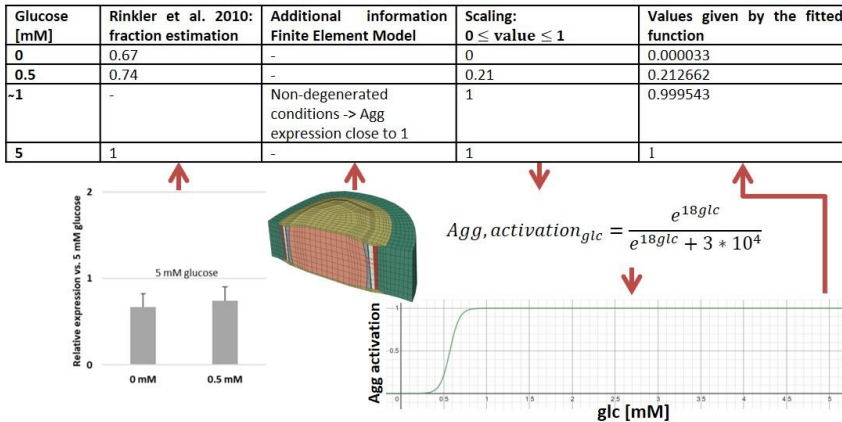 Glucose [mM] Rinkler et al. 2010: fraction estimation Additional information Finite Element Model Scaling: 0 ≤ value ≤ 1 Values given by the fitted function
0 0.67 - 0 0.000033
0.5 0.74 - 0.21 0.212662
~1 - Non-degenerated conditions -> Agg expression close to 1 1 0.999543
5 1 - 1 1
Relative expression vs. 5 mM glucose
2
1
0
5 mM glucose
0 mM 0.5 mM
Agg, activation_glc = e^{18glc} / (e^{18glc} + 3 * 10^4)
Agg activation
1
0.5
0 0.5 1 1.5 2 2.5 3 3.5 4 4.5 5
glc [mM]